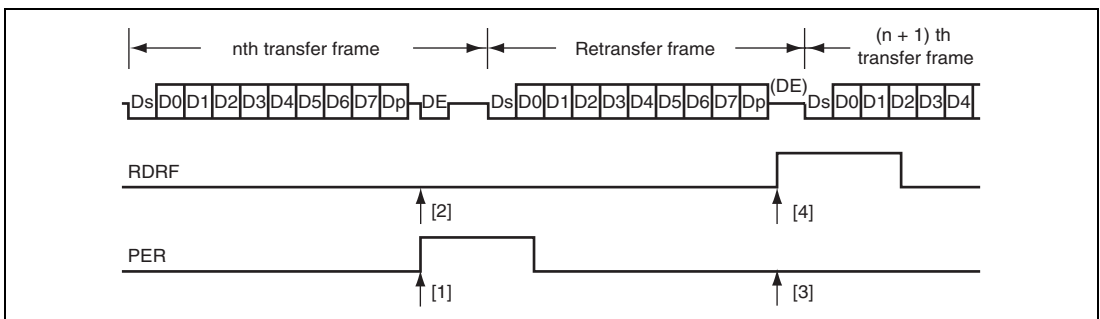 nth transfer frame Retransfer frame (n + 1) th
transfer frame
Ds D0 D1 D2 D3 D4 D5 D6 D7 Dp DE Ds D0 D1 D2 D3 D4 D5 D6 D7 Dp (DE) Ds D0 D1 D2 D3 D4
RDRF
[2] [4]
PER
[1] [3]